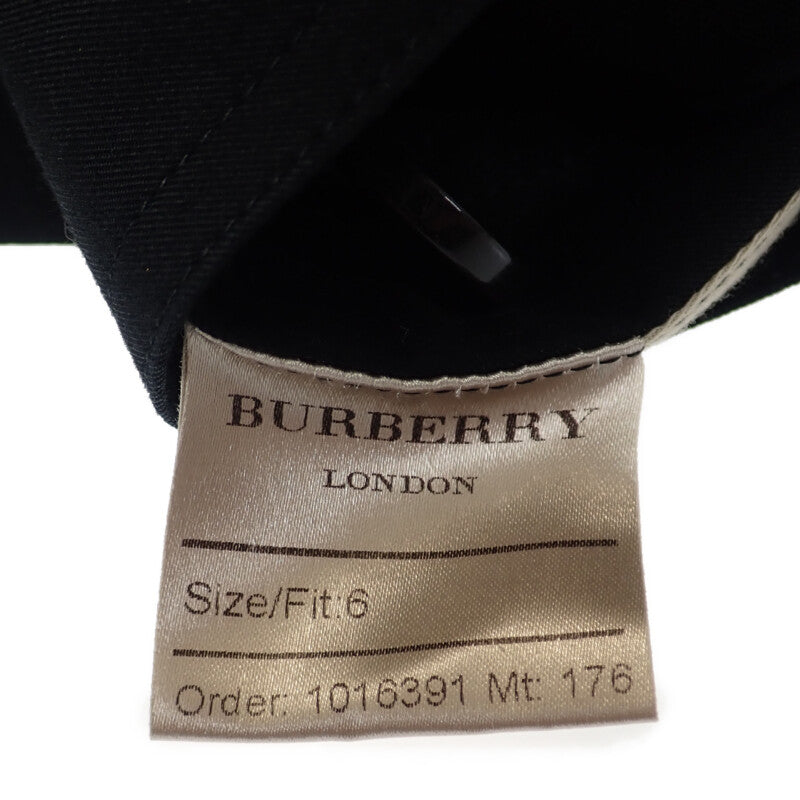 BURBERRY
LONDON
Size/Fit:6
Order: 1016391 Mt: 176